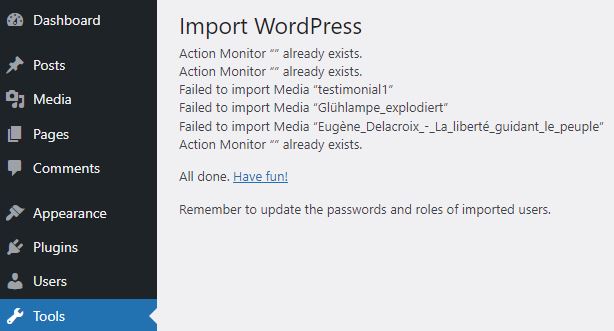 Dashboard
Posts
Media
Pages
Comments
Appearance
Plugins
Users
Tools
Import WordPress
Action Monitor “” already exists.
Action Monitor “” already exists.
Failed to import Media “testimonial1”
Failed to import Media “Glühlampe_explodiert”
Failed to import Media “Eugène_Delacroix_-_La_liberté_guidant_le_peuple”
Action Monitor “” already exists.
All done. Have fun!
Remember to update the passwords and roles of imported users.